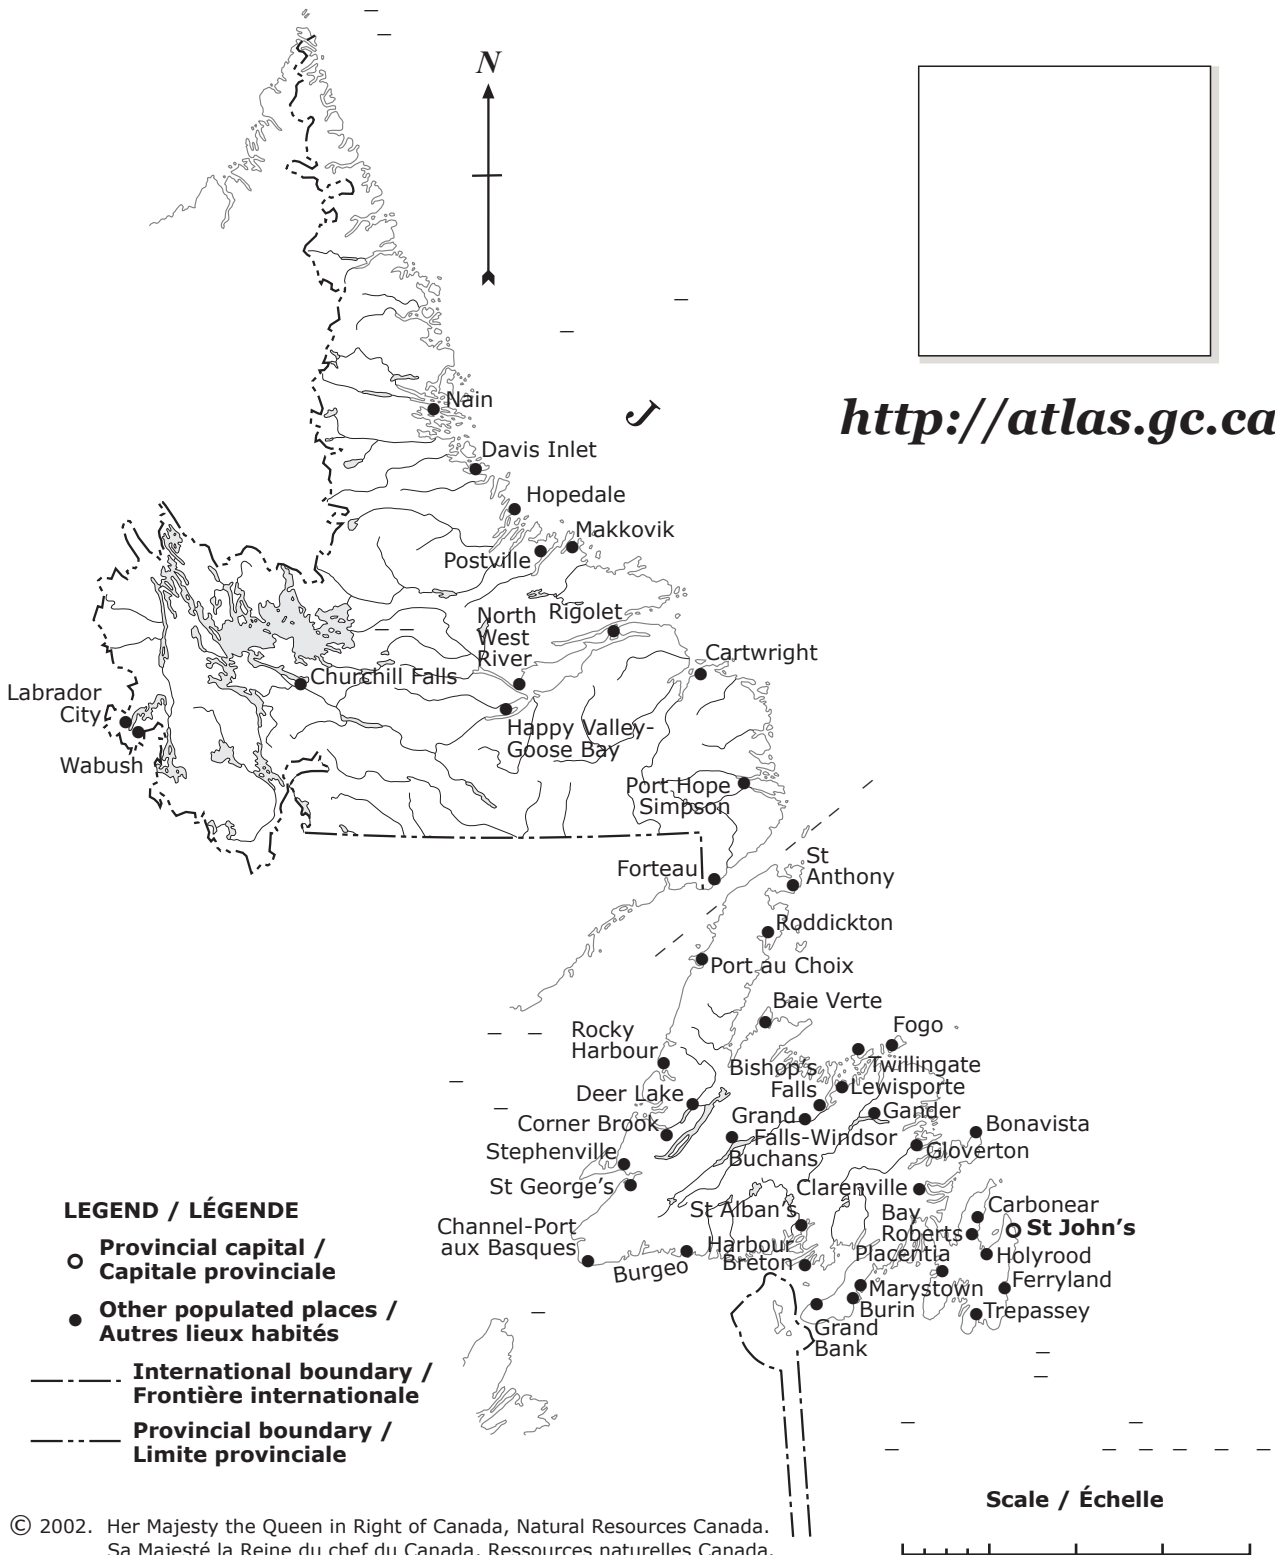 N
http://atlas.gc.ca
J
Nain
Davis Inlet
Hopedale
Makkovik
Postville
North
West
River
Rigolet
Cartwright
Churchill Falls
Labrador
City
Wabush
Happy Valley-
Goose Bay
Port Hope
Simpson
Forteau
St
Anthony
Roddickton
Port au Choix
Baie Verte
Fogo
Rocky
Harbour
Twillingate
Bishop's
Falls
Lewisporte
Deer Lake
Gander
Grand
Falls-Windsor
Corner Brook
Bonavista
Gloverton
Stephenville
Buchans
St George's
Clarenville
St Alban's
Carbonear
Bay
Roberts
St John's
Channel-Port
aux Basques
Harbour
Breton
Placentia
Holyrood
Burgeo
Ferryland
Marystown
Burin
Trepassey
Grand
Bank
LEGEND / LÉGENDE
Provincial capital /
Capitale provinciale
Other populated places /
Autres lieux habités
International boundary /
Frontière internationale
Provincial boundary /
Limite provinciale
Scale / Échelle
© 2002. Her Majesty the Queen in Right of Canada, Natural Resources Canada.
Sa Majesté la Reine du chef du Canada, Ressources naturelles Canada.